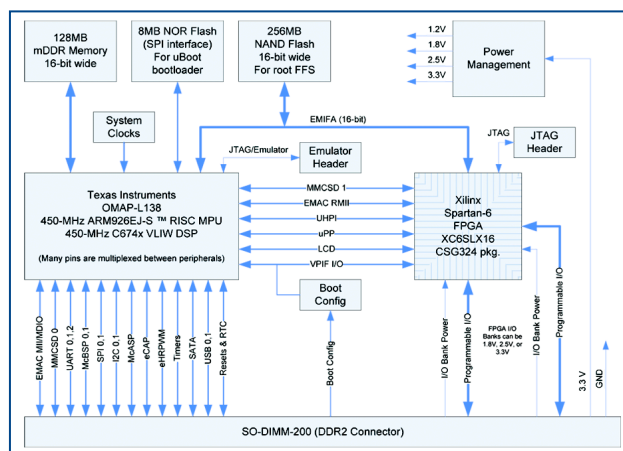 128MB
mDDR Memory
16-bit wide
8MB NOR Flash
(SPI interface)
For uBoot
bootloader
256MB
NAND Flash
16-bit wide
For root FFS
1.2V
1.8V
2.5V
3.3V
Power
Management
System
Clocks
EMIFA (16-bit)
JTAG/Emulator
Emulator
Header
JTAG
JTAG
Header
Texas Instruments
OMAP-L138
450-MHz ARM926EJ-S ™ RISC MPU
450-MHz C674x VLIW DSP
(Many pins are multiplexed between peripherals)
MMCSD 1
EMAC RMII
UHPI
uPP
LCD
VPIF I/O
Xilinx
Spartan-6
FPGA
XC6SLX16
CSG324 pkg.
Boot
Config
EMAC MII/MDIO
MMCSD 0
UART 0,1,2
McBSP 0,1
SPI 0,1
I2C 0,1
McASP
eCAP
eHRPWM
Timers
SATA
USB 0,1
Resets & RTC
Boot Config
I/O Bank Power
Programmable I/O
FPGA I/O
Banks can be
1.8V, 2.5V, or
3.3V
I/O Bank Power
Programmable I/O
3.3 V
GND
SO-DIMM-200 (DDR2 Connector)